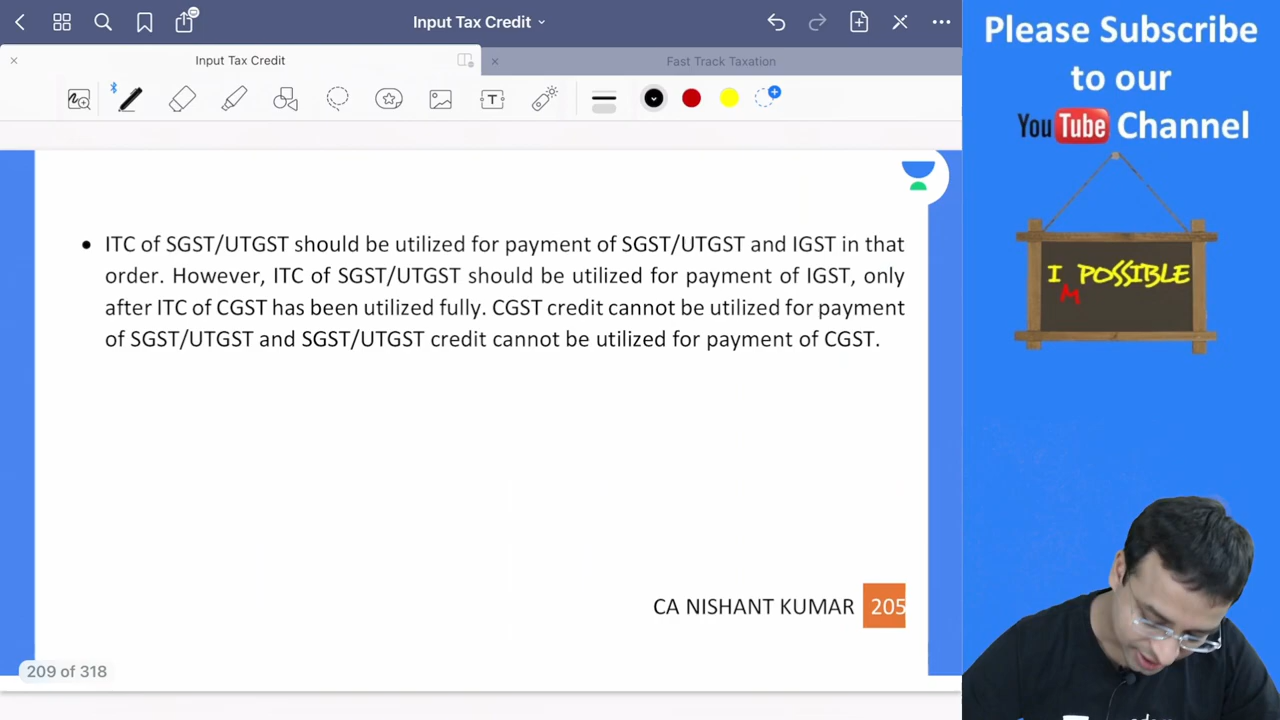 Input Tax Credit
Input Tax Credit
Fast Track Taxation
T
Please Subscribe
to our
YouTube Channel
I POSSIBLE
M
• ITC of SGST/UTGST should be utilized for payment of SGST/UTGST and IGST in that
order. However, ITC of SGST/UTGST should be utilized for payment of IGST, only
after ITC of CGST has been utilized fully. CGST credit cannot be utilized for payment
of SGST/UTGST and SGST/UTGST credit cannot be utilized for payment of CGST.
CA NISHANT KUMAR 205
209 of 318